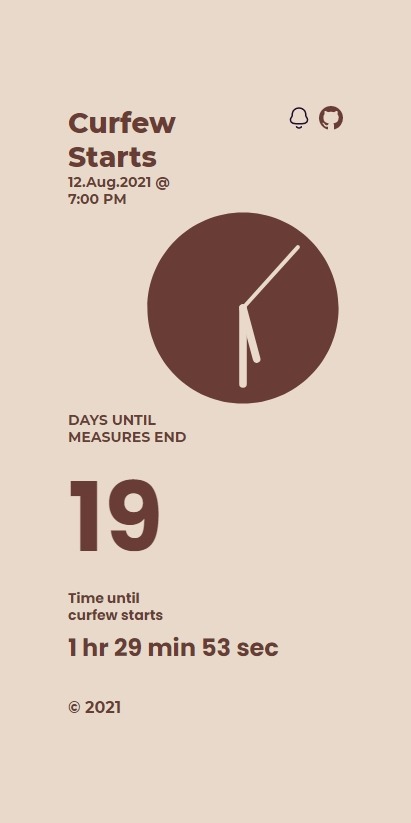 Curfew
Starts
12.Aug.2021 @
7:00 PM
DAYS UNTIL
MEASURES END
19
Time until
curfew starts
1 hr 29 min 53 sec
© 2021